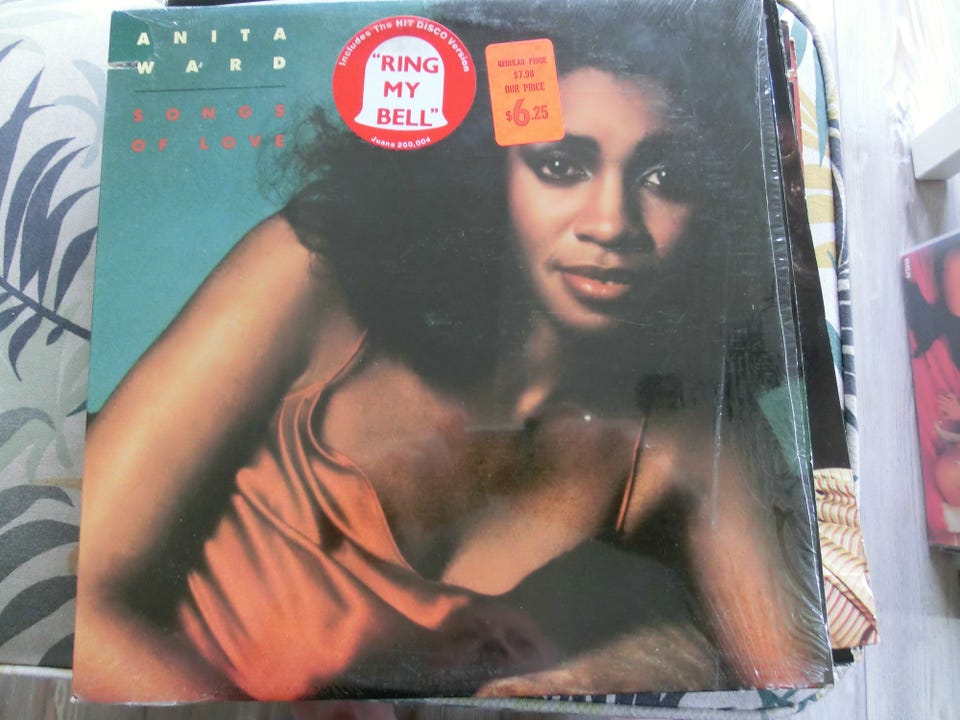 ANITA
WARD
SONGS
OF LOVE
Includes The HIT DISCO Version
"RING
MY
BELL"
Juana 200,004
REGULAR PRICE
$7.98
OUR PRICE
$6.25